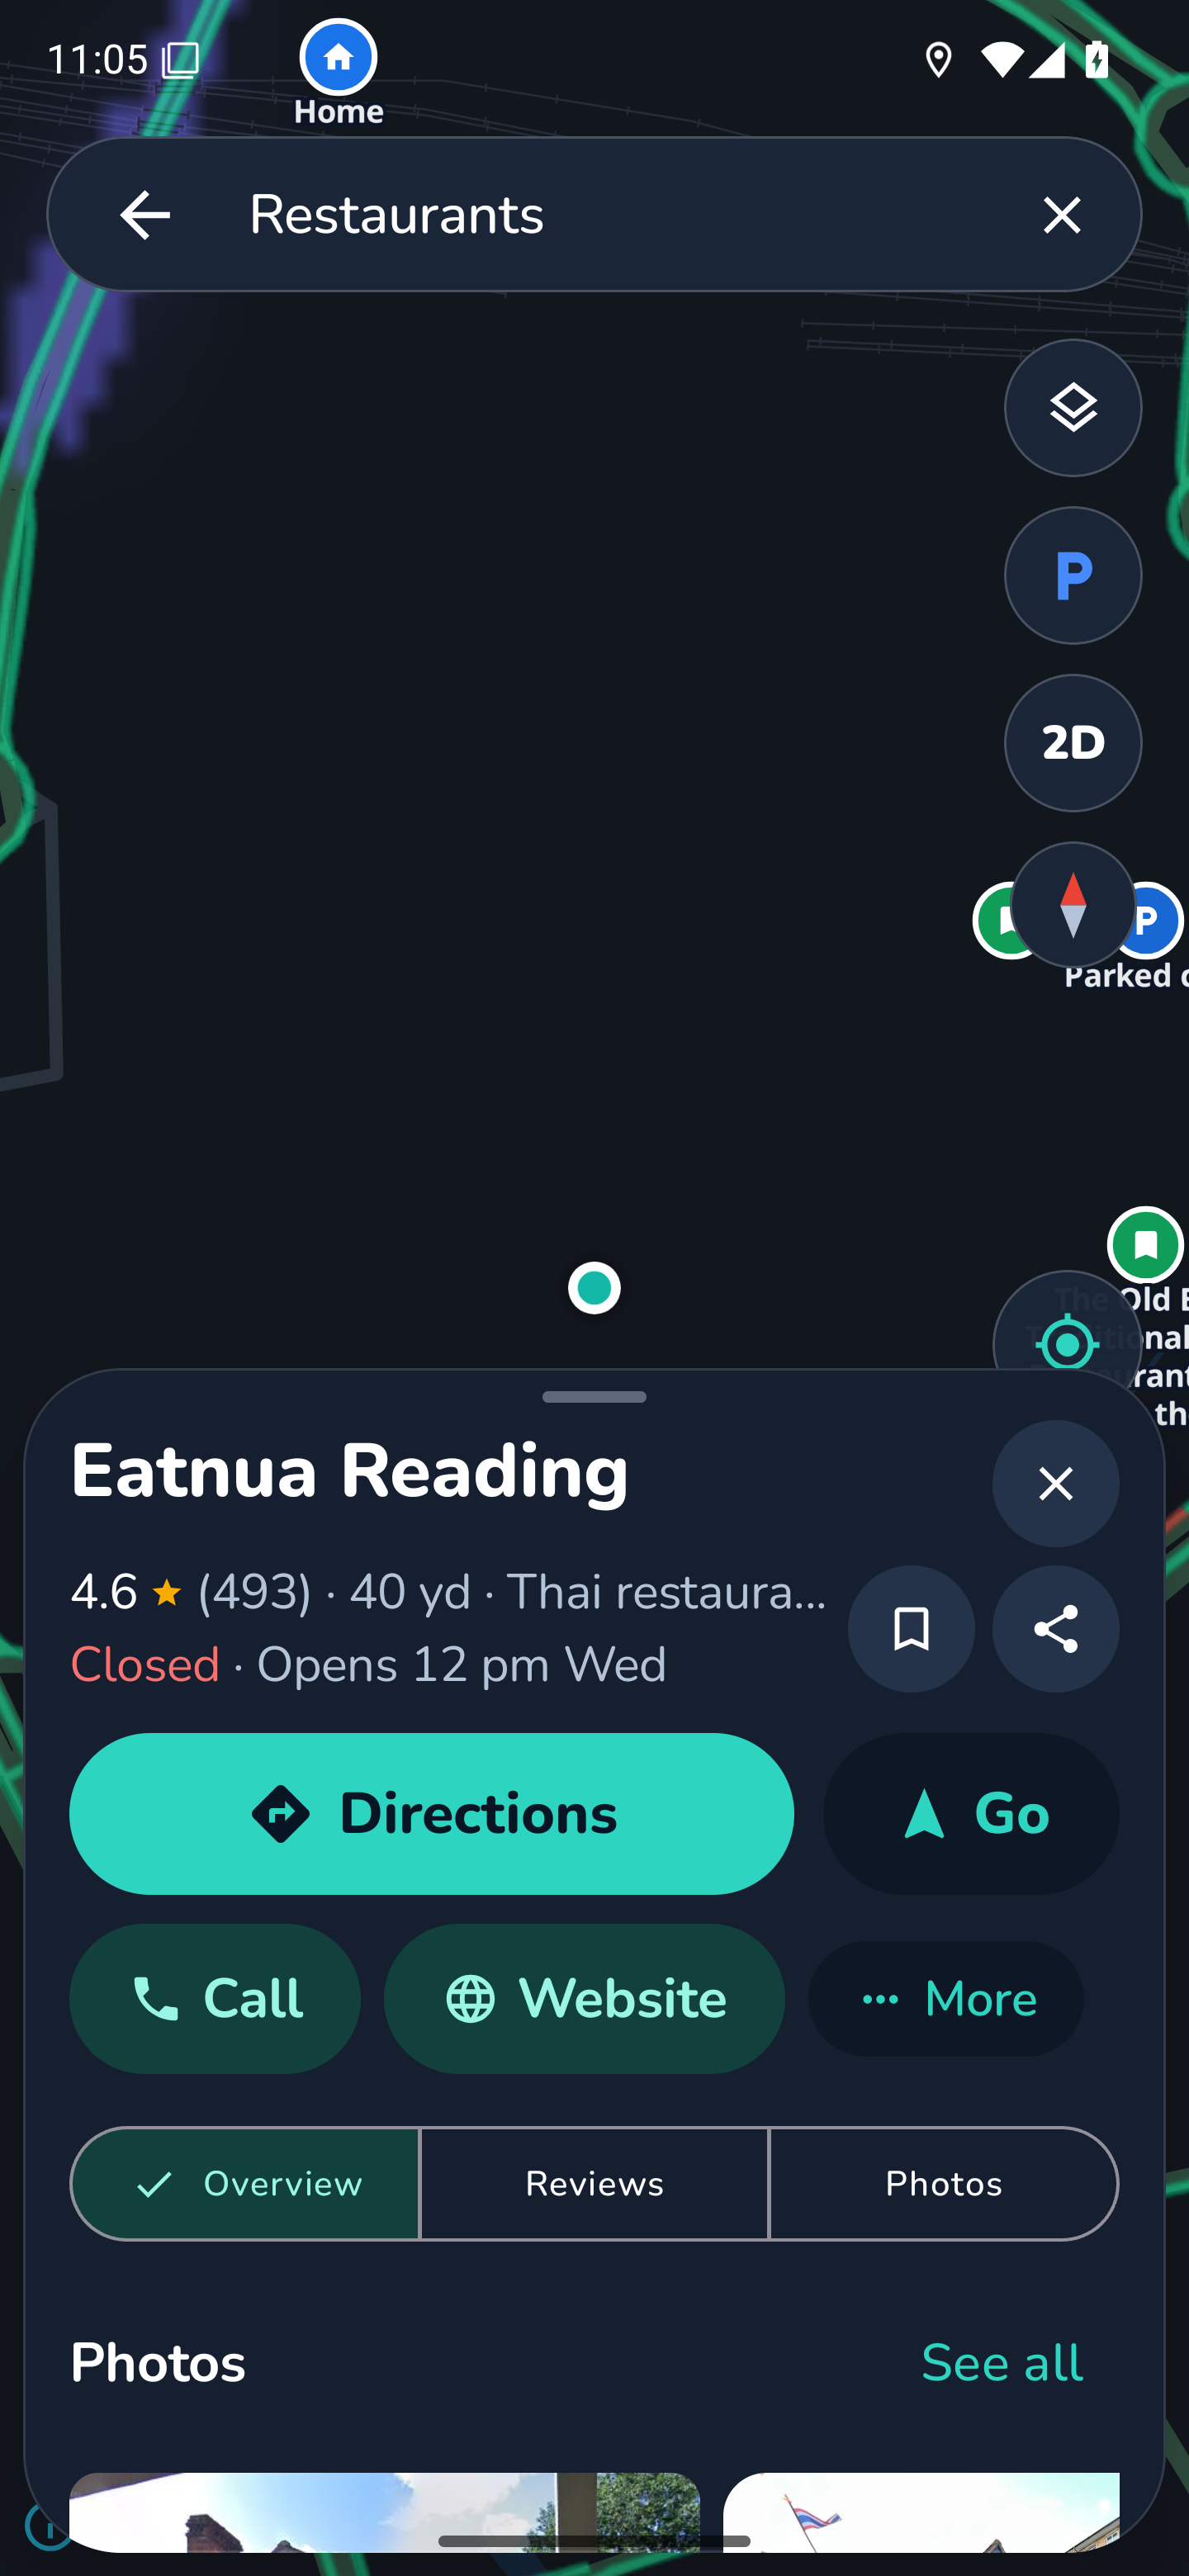 11:05
Home
Restaurants
P
2D
P
Parked
Old
Eatnua Reading
4.6 (493) · 40 yd · Thai restaura...
Closed · Opens 12 pm Wed
Directions
Go
Call
Website
More
Overview
Reviews
Photos
Photos
See all